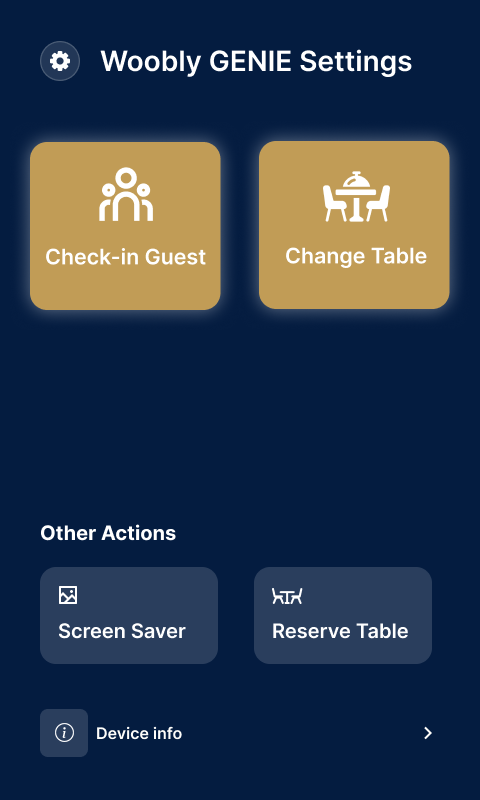 Woobly GENIE Settings
Check-in Guest
Change Table
Other Actions
Screen Saver
Reserve Table
Device info